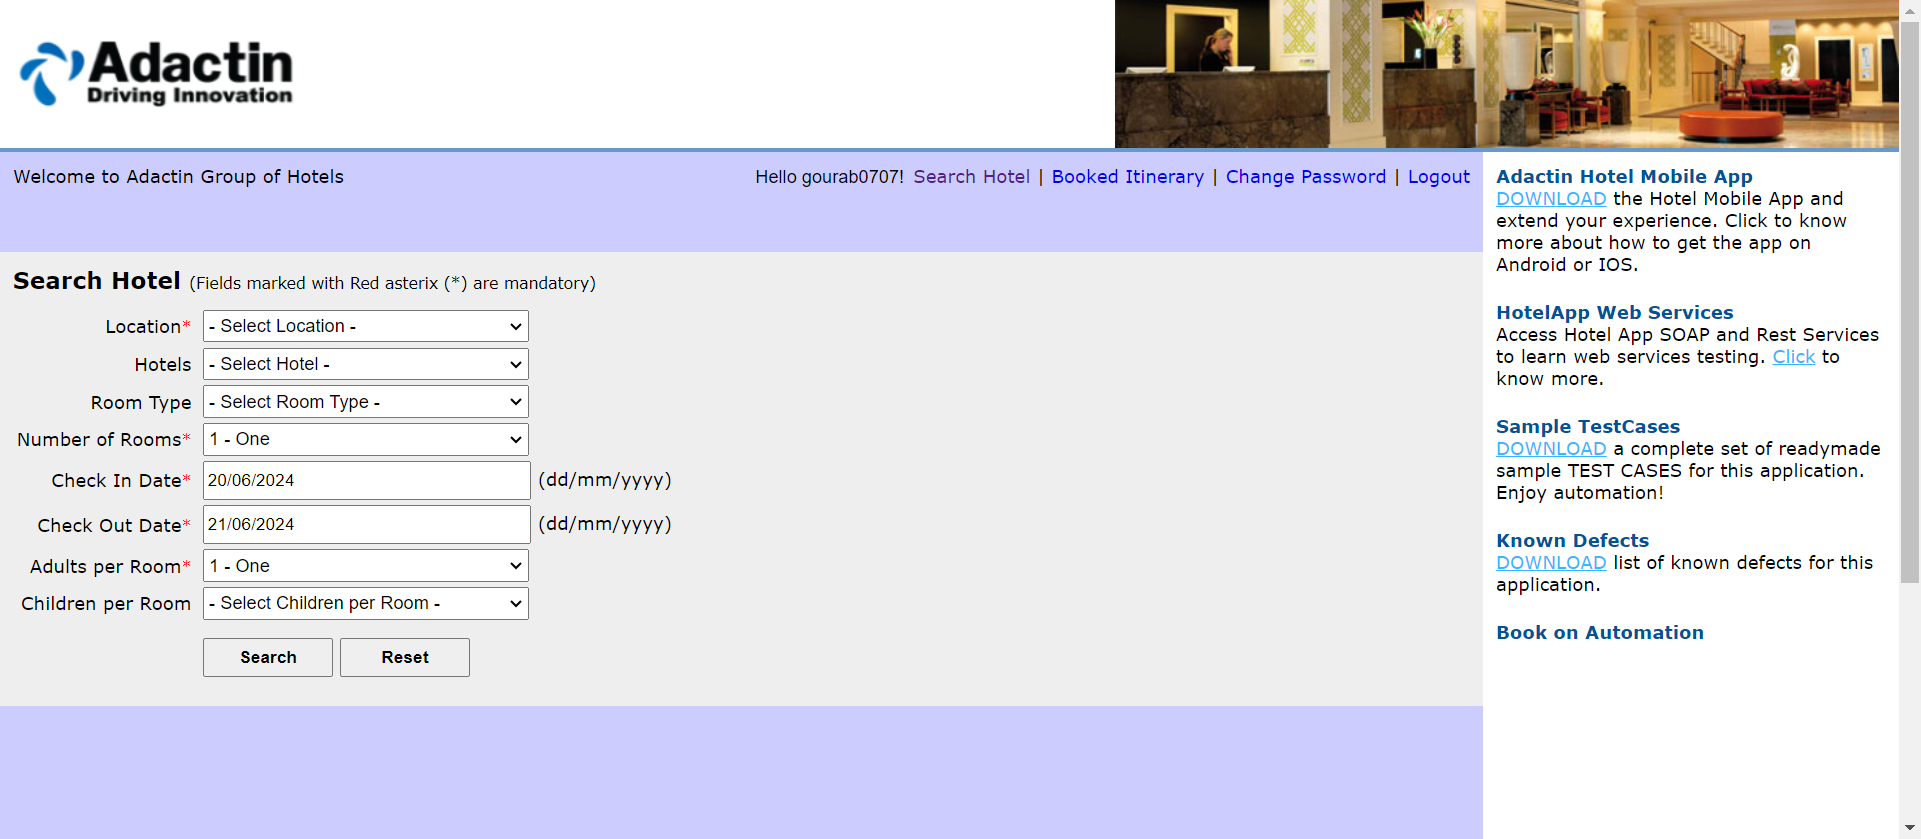 Adactin
Driving Innovation
Welcome to Adactin Group of Hotels
Hello gourab0707! Search Hotel | Booked Itinerary | Change Password | Logout
Search Hotel (Fields marked with Red asterix (*) are mandatory)
Location* - Select Location -
Hotels - Select Hotel -
Room Type - Select Room Type -
Number of Rooms* 1 - One
Check In Date* 20/06/2024 (dd/mm/yyyy)
Check Out Date* 21/06/2024 (dd/mm/yyyy)
Adults per Room* 1 - One
Children per Room - Select Children per Room -
Search Reset
Adactin Hotel Mobile App
DOWNLOAD the Hotel Mobile App and
extend your experience. Click to know
more about how to get the app on
Android or IOS.
HotelApp Web Services
Access Hotel App SOAP and Rest Services
to learn web services testing. Click to
know more.
Sample TestCases
DOWNLOAD a complete set of readymade
sample TEST CASES for this application.
Enjoy automation!
Known Defects
DOWNLOAD list of known defects for this
application.
Book on Automation